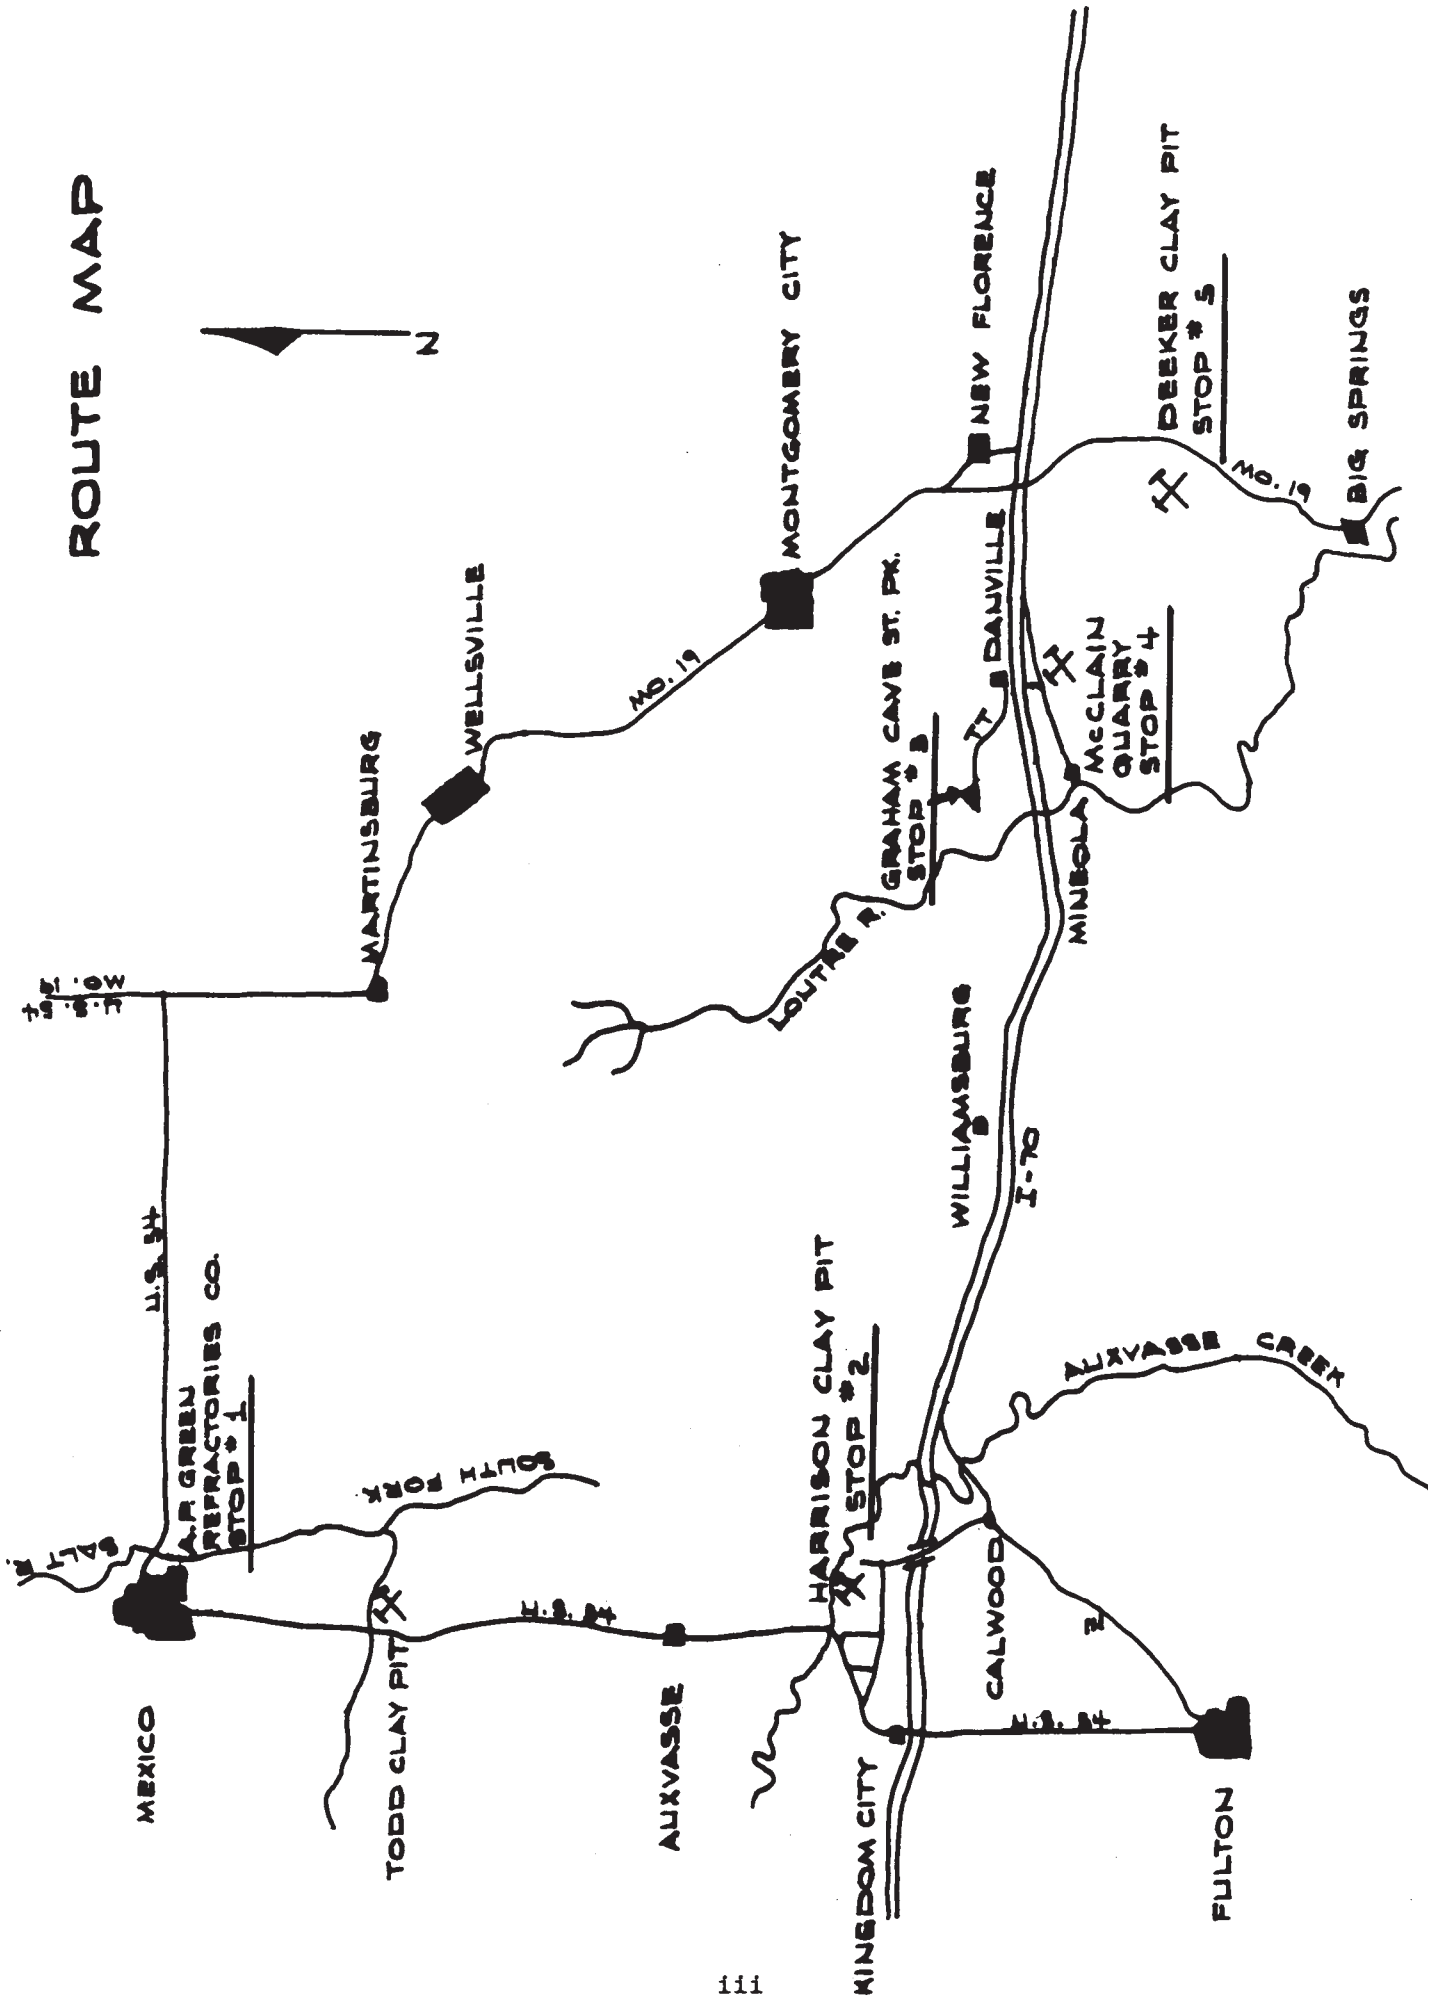 ROUTE MAP
N
U.S. 54
MO. 19
MARTINSBURG
WELLSVILLE
MO. 19
MONTGOMERY CITY
NEW FLORENCE
DANVILLE
GRAHAM CAVE ST. PK.
STOP # 3
TT
LOUTRE R.
McCLAIN
QUARRY
STOP # 4
MINEOLA
DEEKER CLAY PIT
STOP # 5
MO. 19
BIG SPRINGS
U.S. 54
SALT R.
MEXICO
A.P. GREEN
REFRACTORIES CO.
STOP # 1
SOUTH FORK
TODD CLAY PIT
U.S. 54
AUXVASSE
HARRISON CLAY PIT
STOP # 2
WILLIAMSBURG
I-70
AUXVASSE CREEK
CALWOOD
Z
KINGDOM CITY
U.S. 54
FULTON
iii